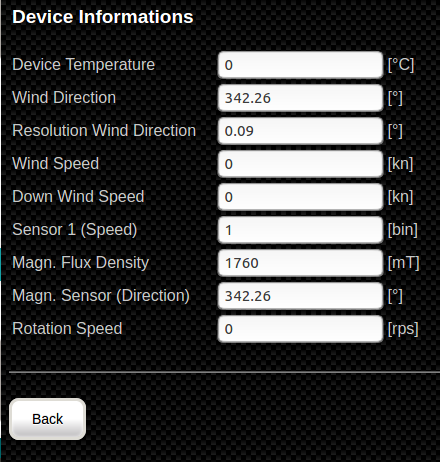 Device Informations
Device Temperature 0 [°C]
Wind Direction 342.26 [°]
Resolution Wind Direction 0.09 [°]
Wind Speed 0 [kn]
Down Wind Speed 0 [kn]
Sensor 1 (Speed) 1 [bin]
Magn. Flux Density 1760 [mT]
Magn. Sensor (Direction) 342.26 [°]
Rotation Speed 0 [rps]
Back